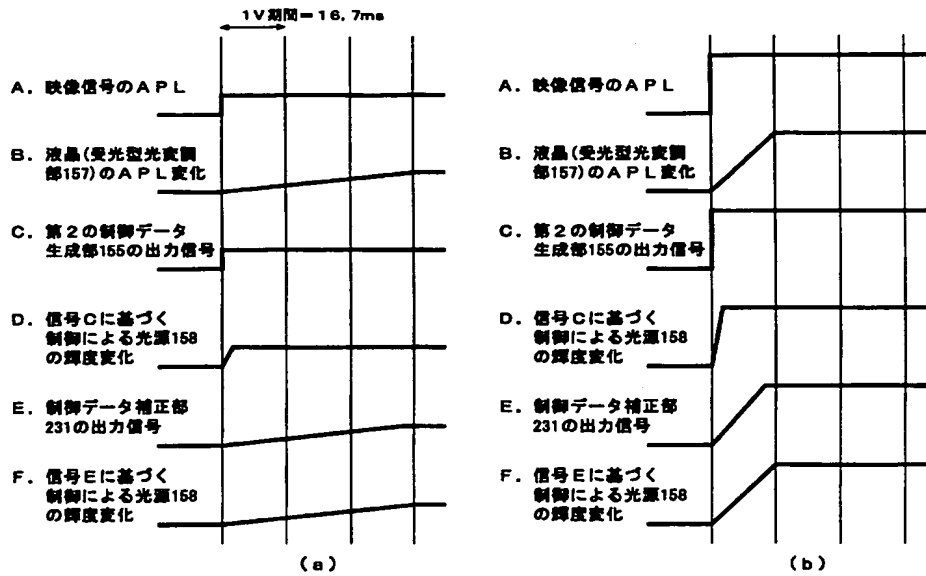 1V期間=16.7ms
A. 映像信号のAPL
B. 液晶(受光型光変調
部157)のAPL変化
C. 第2の制御データ
生成部155の出力信号
D. 信号Cに基づく
制御による光源158
の輝度変化
E. 制御データ補正部
231の出力信号
F. 信号Eに基づく
制御による光源158
の輝度変化
(a)
A. 映像信号のAPL
B. 液晶(受光型光変調
部157)のAPL変化
C. 第2の制御データ
生成部155の出力信号
D. 信号Cに基づく
制御による光源158
の輝度変化
E. 制御データ補正部
231の出力信号
F. 信号Eに基づく
制御による光源158
の輝度変化
(b)